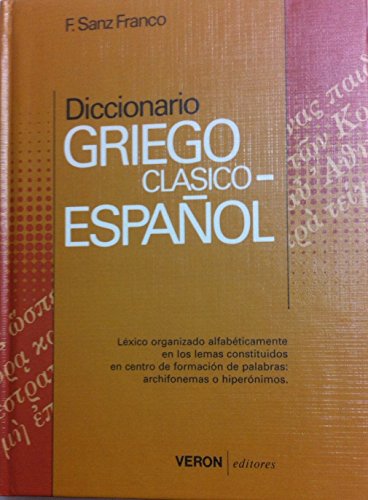 F. Sanz Franco
Diccionario
GRIEGO
CLASICO-
ESPAÑOL
Léxico organizado alfabéticamente
en los lemas constituidos
en centro de formación de palabras:
archifonemas o hiperónimos.
VERON editores